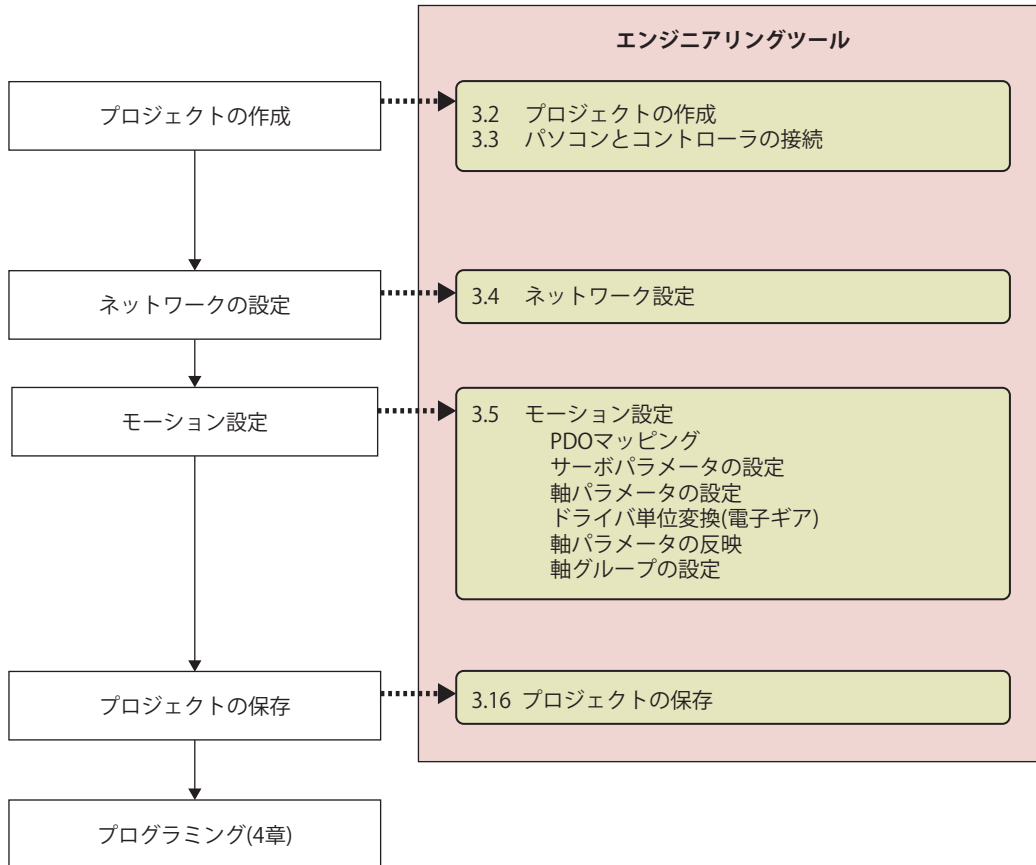 エンジニアリングツール
プロジェクトの作成
3.2 プロジェクトの作成
3.3 パソコンとコントローラの接続
ネットワークの設定
3.4 ネットワーク設定
モーション設定
3.5 モーション設定
PDOマッピング
サーボパラメータの設定
軸パラメータの設定
ドライバ単位変換(電子ギア)
軸パラメータの反映
軸グループの設定
プロジェクトの保存
3.16 プロジェクトの保存
プログラミング(4章)